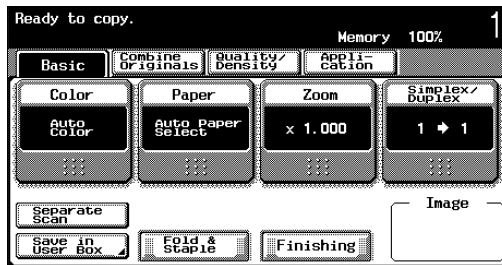 Ready to copy.
1
Memory 100%
Basic
Combine
Originals
Quality/
Density
Appli-
cation
Color
Paper
Zoom
Simplex/
Duplex
Auto
Color
Auto Paper
Select
x 1.000
1 ➔ 1
Separate
Scan
Image
Save in
User Box
Fold &
Staple
Finishing